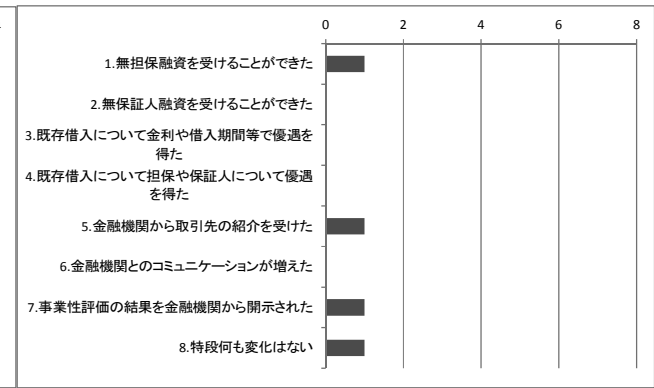 0 2 4 6 8
1.無担保融資を受けることができた
2.無保証人融資を受けることができた
3.既存借入について金利や借入期間等で優遇を
得た
4.既存借入について担保や保証人について優遇
を得た
5.金融機関から取引先の紹介を受けた
6.金融機関とのコミュニケーションが増えた
7.事業性評価の結果を金融機関から開示された
8.特段何も変化はない